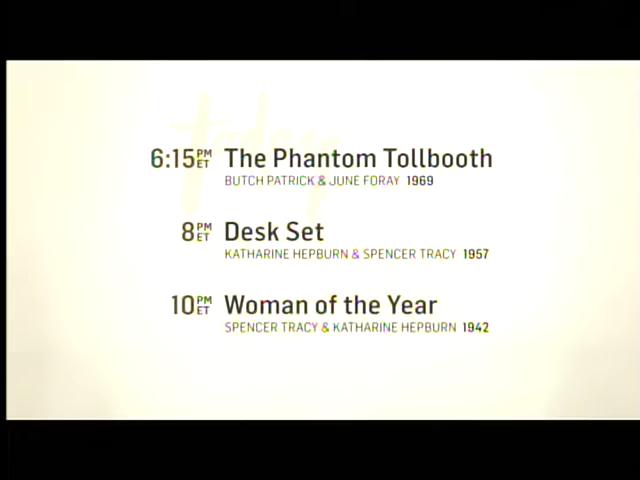 today
6:15 PM ET The Phantom Tollbooth
BUTCH PATRICK & JUNE FORAY 1969
8 PM ET Desk Set
KATHARINE HEPBURN & SPENCER TRACY 1957
10 PM ET Woman of the Year
SPENCER TRACY & KATHARINE HEPBURN 1942